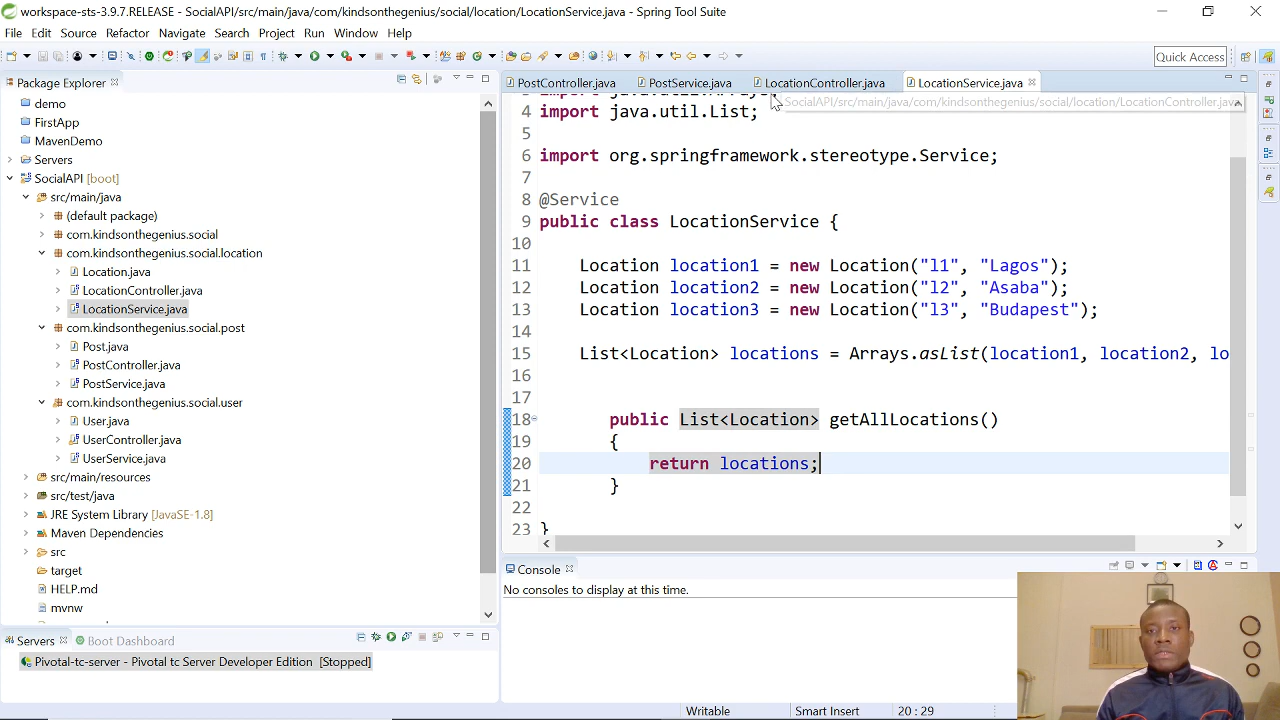 workspace-sts-3.9.7.RELEASE - SocialAPI/src/main/java/com/kindsonthegenius/social/location/LocationService.java - Spring Tool Suite
File Edit Source Refactor Navigate Search Project Run Window Help
Quick Access
Package Explorer
demo
FirstApp
MavenDemo
Servers
SocialAPI [boot]
src/main/java
(default package)
com.kindsonthegenius.social
com.kindsonthegenius.social.location
Location.java
LocationController.java
LocationService.java
com.kindsonthegenius.social.post
Post.java
PostController.java
PostService.java
com.kindsonthegenius.social.user
User.java
UserController.java
UserService.java
src/main/resources
src/test/java
JRE System Library [JavaSE-1.8]
Maven Dependencies
src
target
HELP.md
mvnw
Servers Boot Dashboard
Pivotal-tc-server - Pivotal tc Server Developer Edition [Stopped]
PostController.java PostService.java LocationController.java LocationService.java
SocialAPI/src/main/java/com/kindsonthegenius/social/location/LocationController.java
4 import java.util.List;
5
6 import org.springframework.stereotype.Service;
7
8 @Service
9 public class LocationService {
10
11 Location location1 = new Location("l1", "Lagos");
12 Location location2 = new Location("l2", "Asaba");
13 Location location3 = new Location("l3", "Budapest");
14
15 List<Location> locations = Arrays.asList(location1, location2, lo
16
17
18 public List<Location> getAllLocations()
19 {
20 return locations;
21 }
22
23 }
Console
No consoles to display at this time.
Writable Smart Insert 20 : 29